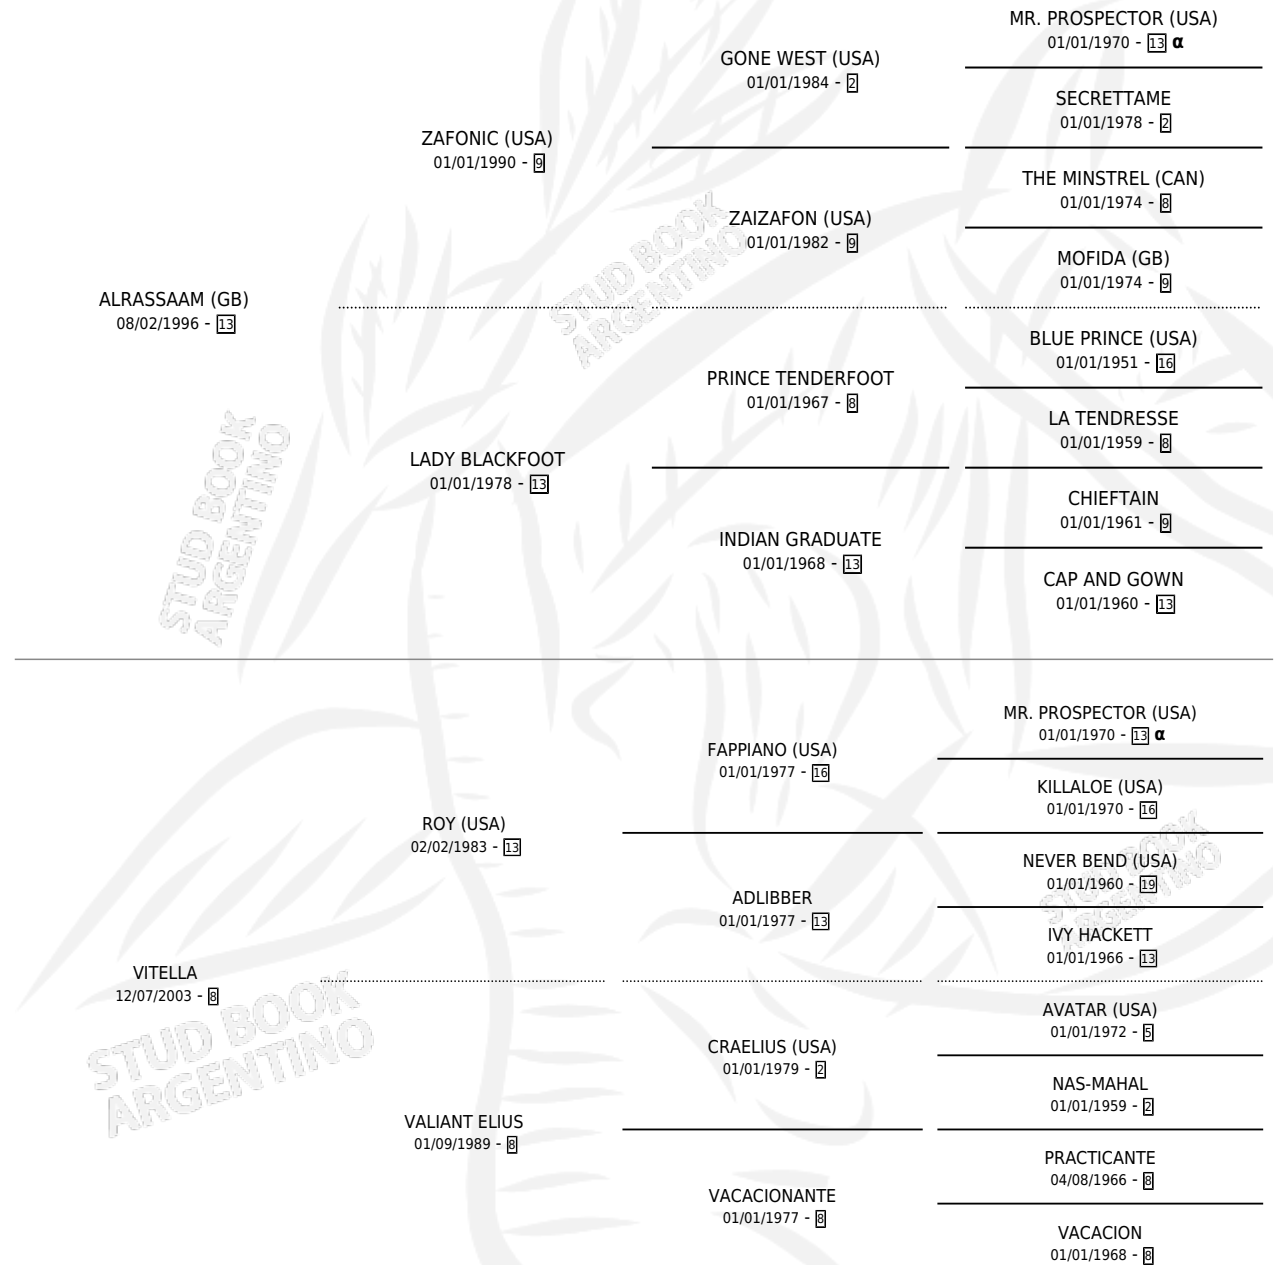 MR. PROSPECTOR (USA)
01/01/1970 - 13 α
GONE WEST (USA)
01/01/1984 - 2
SECRETTAME
01/01/1978 - 2
ZAFONIC (USA)
01/01/1990 - 9
THE MINSTREL (CAN)
01/01/1974 - 8
ZAIZAFON (USA)
01/01/1982 - 9
MOFIDA (GB)
01/01/1974 - 9
ALRASSAAM (GB)
08/02/1996 - 13
BLUE PRINCE (USA)
01/01/1951 - 16
PRINCE TENDERFOOT
01/01/1967 - 8
LA TENDRESSE
01/01/1959 - 8
LADY BLACKFOOT
01/01/1978 - 13
CHIEFTAIN
01/01/1961 - 9
INDIAN GRADUATE
01/01/1968 - 13
CAP AND GOWN
01/01/1960 - 13
MR. PROSPECTOR (USA)
01/01/1970 - 13 α
FAPPIANO (USA)
01/01/1977 - 16
KILLALOE (USA)
01/01/1970 - 16
ROY (USA)
02/02/1983 - 13
NEVER BEND (USA)
01/01/1960 - 19
ADLIBBER
01/01/1977 - 13
IVY HACKETT
01/01/1966 - 13
VITELLA
12/07/2003 - 8
AVATAR (USA)
01/01/1972 - 5
CRAELIUS (USA)
01/01/1979 - 2
NAS-MAHAL
01/01/1959 - 2
VALIANT ELIUS
01/09/1989 - 8
PRACTICANTE
04/08/1966 - 8
VACACIONANTE
01/01/1977 - 8
VACACION
01/01/1968 - 8
STUD BOOK
ARGENTINO
STUD BOOK
ARGENTINO
STUD BOOK
ARGENTINO
STUD BOOK
ARGENTINO